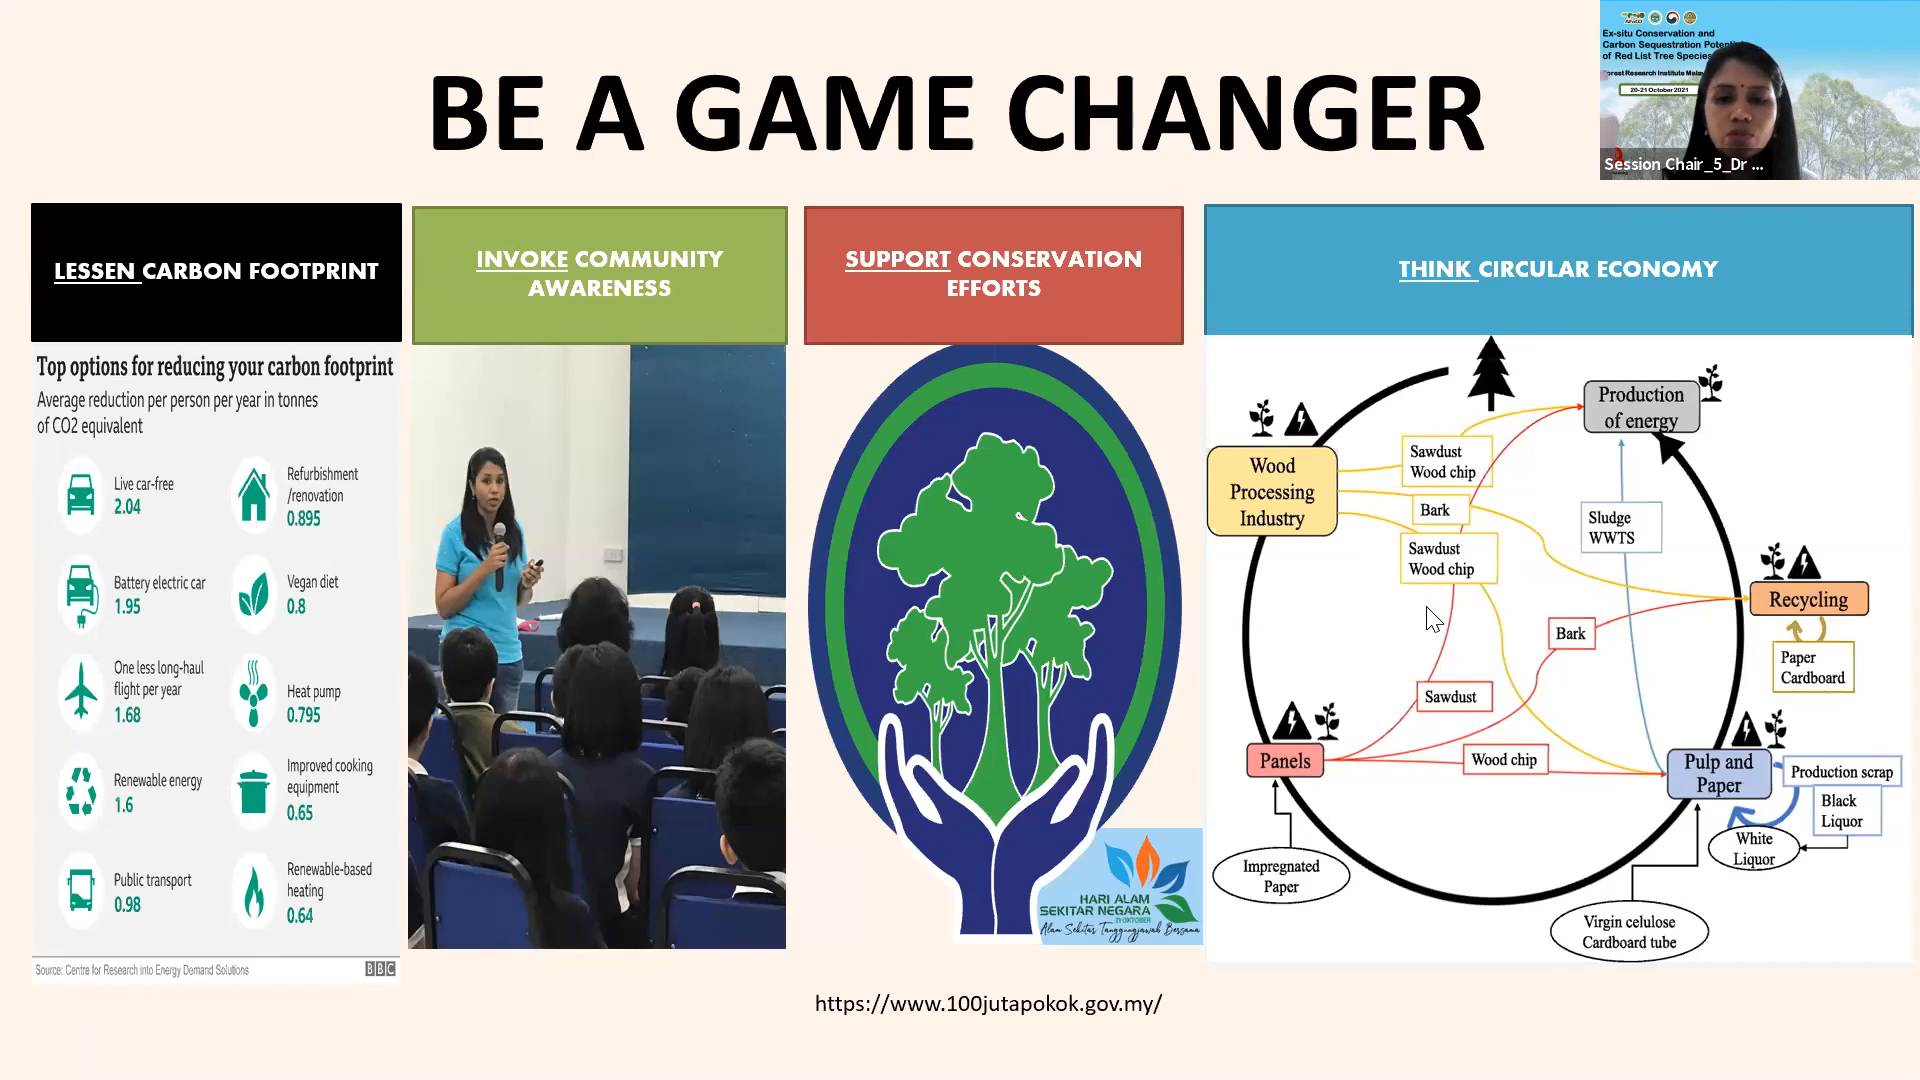 BE A GAME CHANGER
Ex-situ Conservation and
Carbon Sequestration
of Red List Tree Species
20-21 October 2021
Session Chair_5_Dr ...
LESSEN CARBON FOOTPRINT
Top options for reducing your carbon footprint
Average reduction per person per year in tonnes
of CO2 equivalent
Live car-free
2.04
Refurbishment
/renovation
0.895
Battery electric car
1.95
Vegan diet
0.8
One less long-haul
flight per year
1.68
Heat pump
0.795
Renewable energy
1.6
Improved cooking
equipment
0.65
Public transport
0.98
Renewable-based
heating
0.64
Source: Centre for Research into Energy Demand Solutions
BBC
INVOKE COMMUNITY
AWARENESS
SUPPORT CONSERVATION
EFFORTS
HARI ALAM
SEKITAR NEGARA
21 OKTOBER
Alam Sekitar Tanggungjawab Bersama
https://www.100jutapokok.gov.my/
THINK CIRCULAR ECONOMY
Production
of energy
Wood
Processing
Industry
Sawdust
Wood chip
Bark
Sawdust
Wood chip
Sludge
WWTS
Recycling
Paper
Cardboard
Bark
Sawdust
Wood chip
Panels
Pulp and
Paper
Production scrap
Black
Liquor
White
Liquor
Impregnated
Paper
Virgin celulose
Cardboard tube